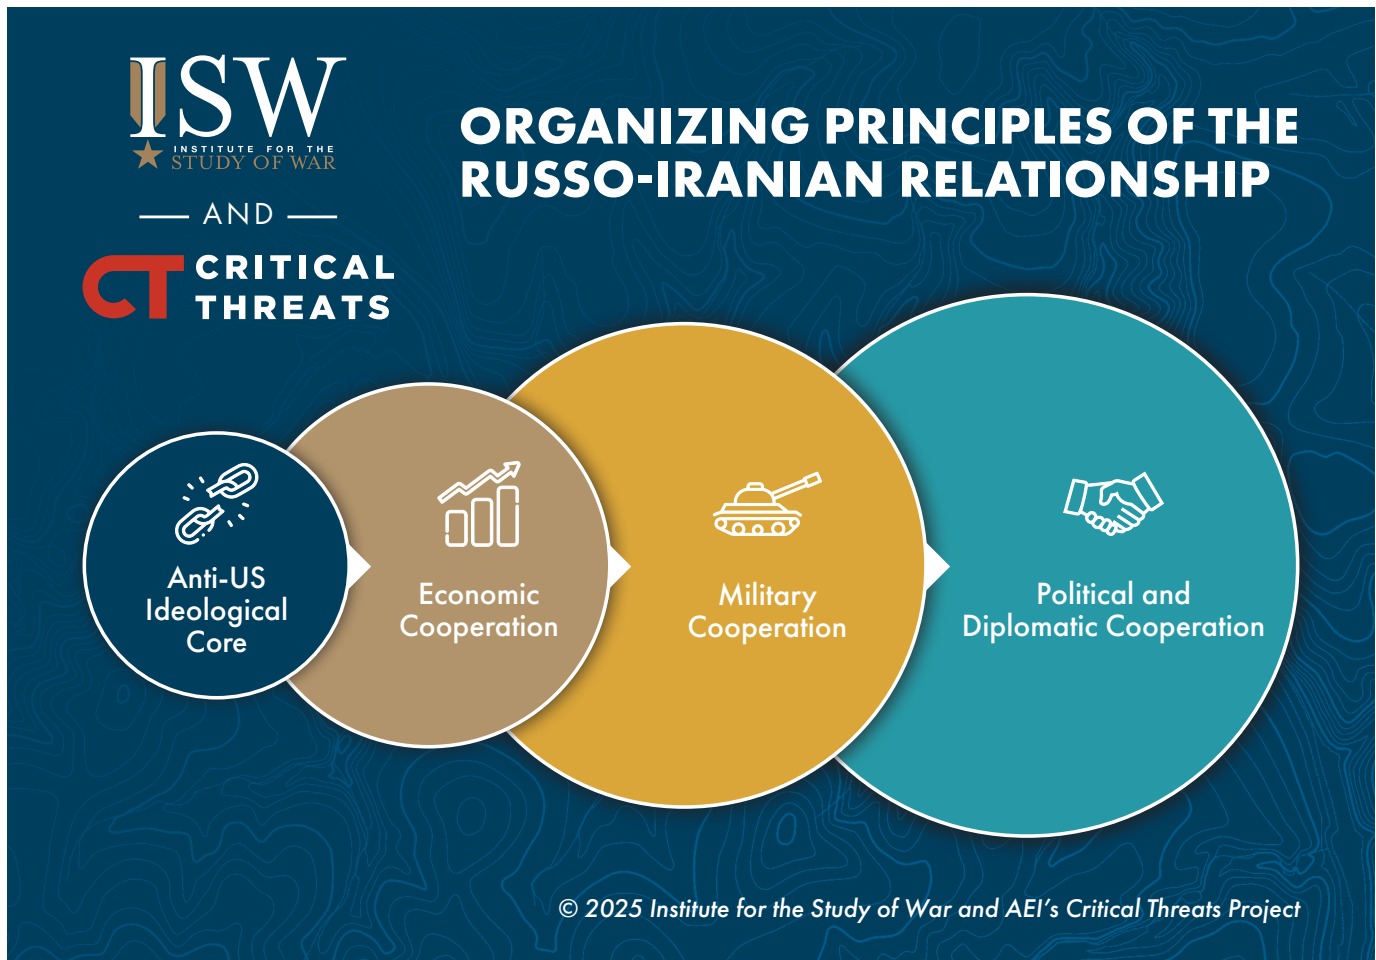 ISW
INSTITUTE FOR THE
STUDY OF WAR
AND
CT CRITICAL
THREATS
ORGANIZING PRINCIPLES OF THE
RUSSO-IRANIAN RELATIONSHIP
Anti-US
Ideological
Core
Economic
Cooperation
Military
Cooperation
Political and
Diplomatic Cooperation
© 2025 Institute for the Study of War and AEI’s Critical Threats Project